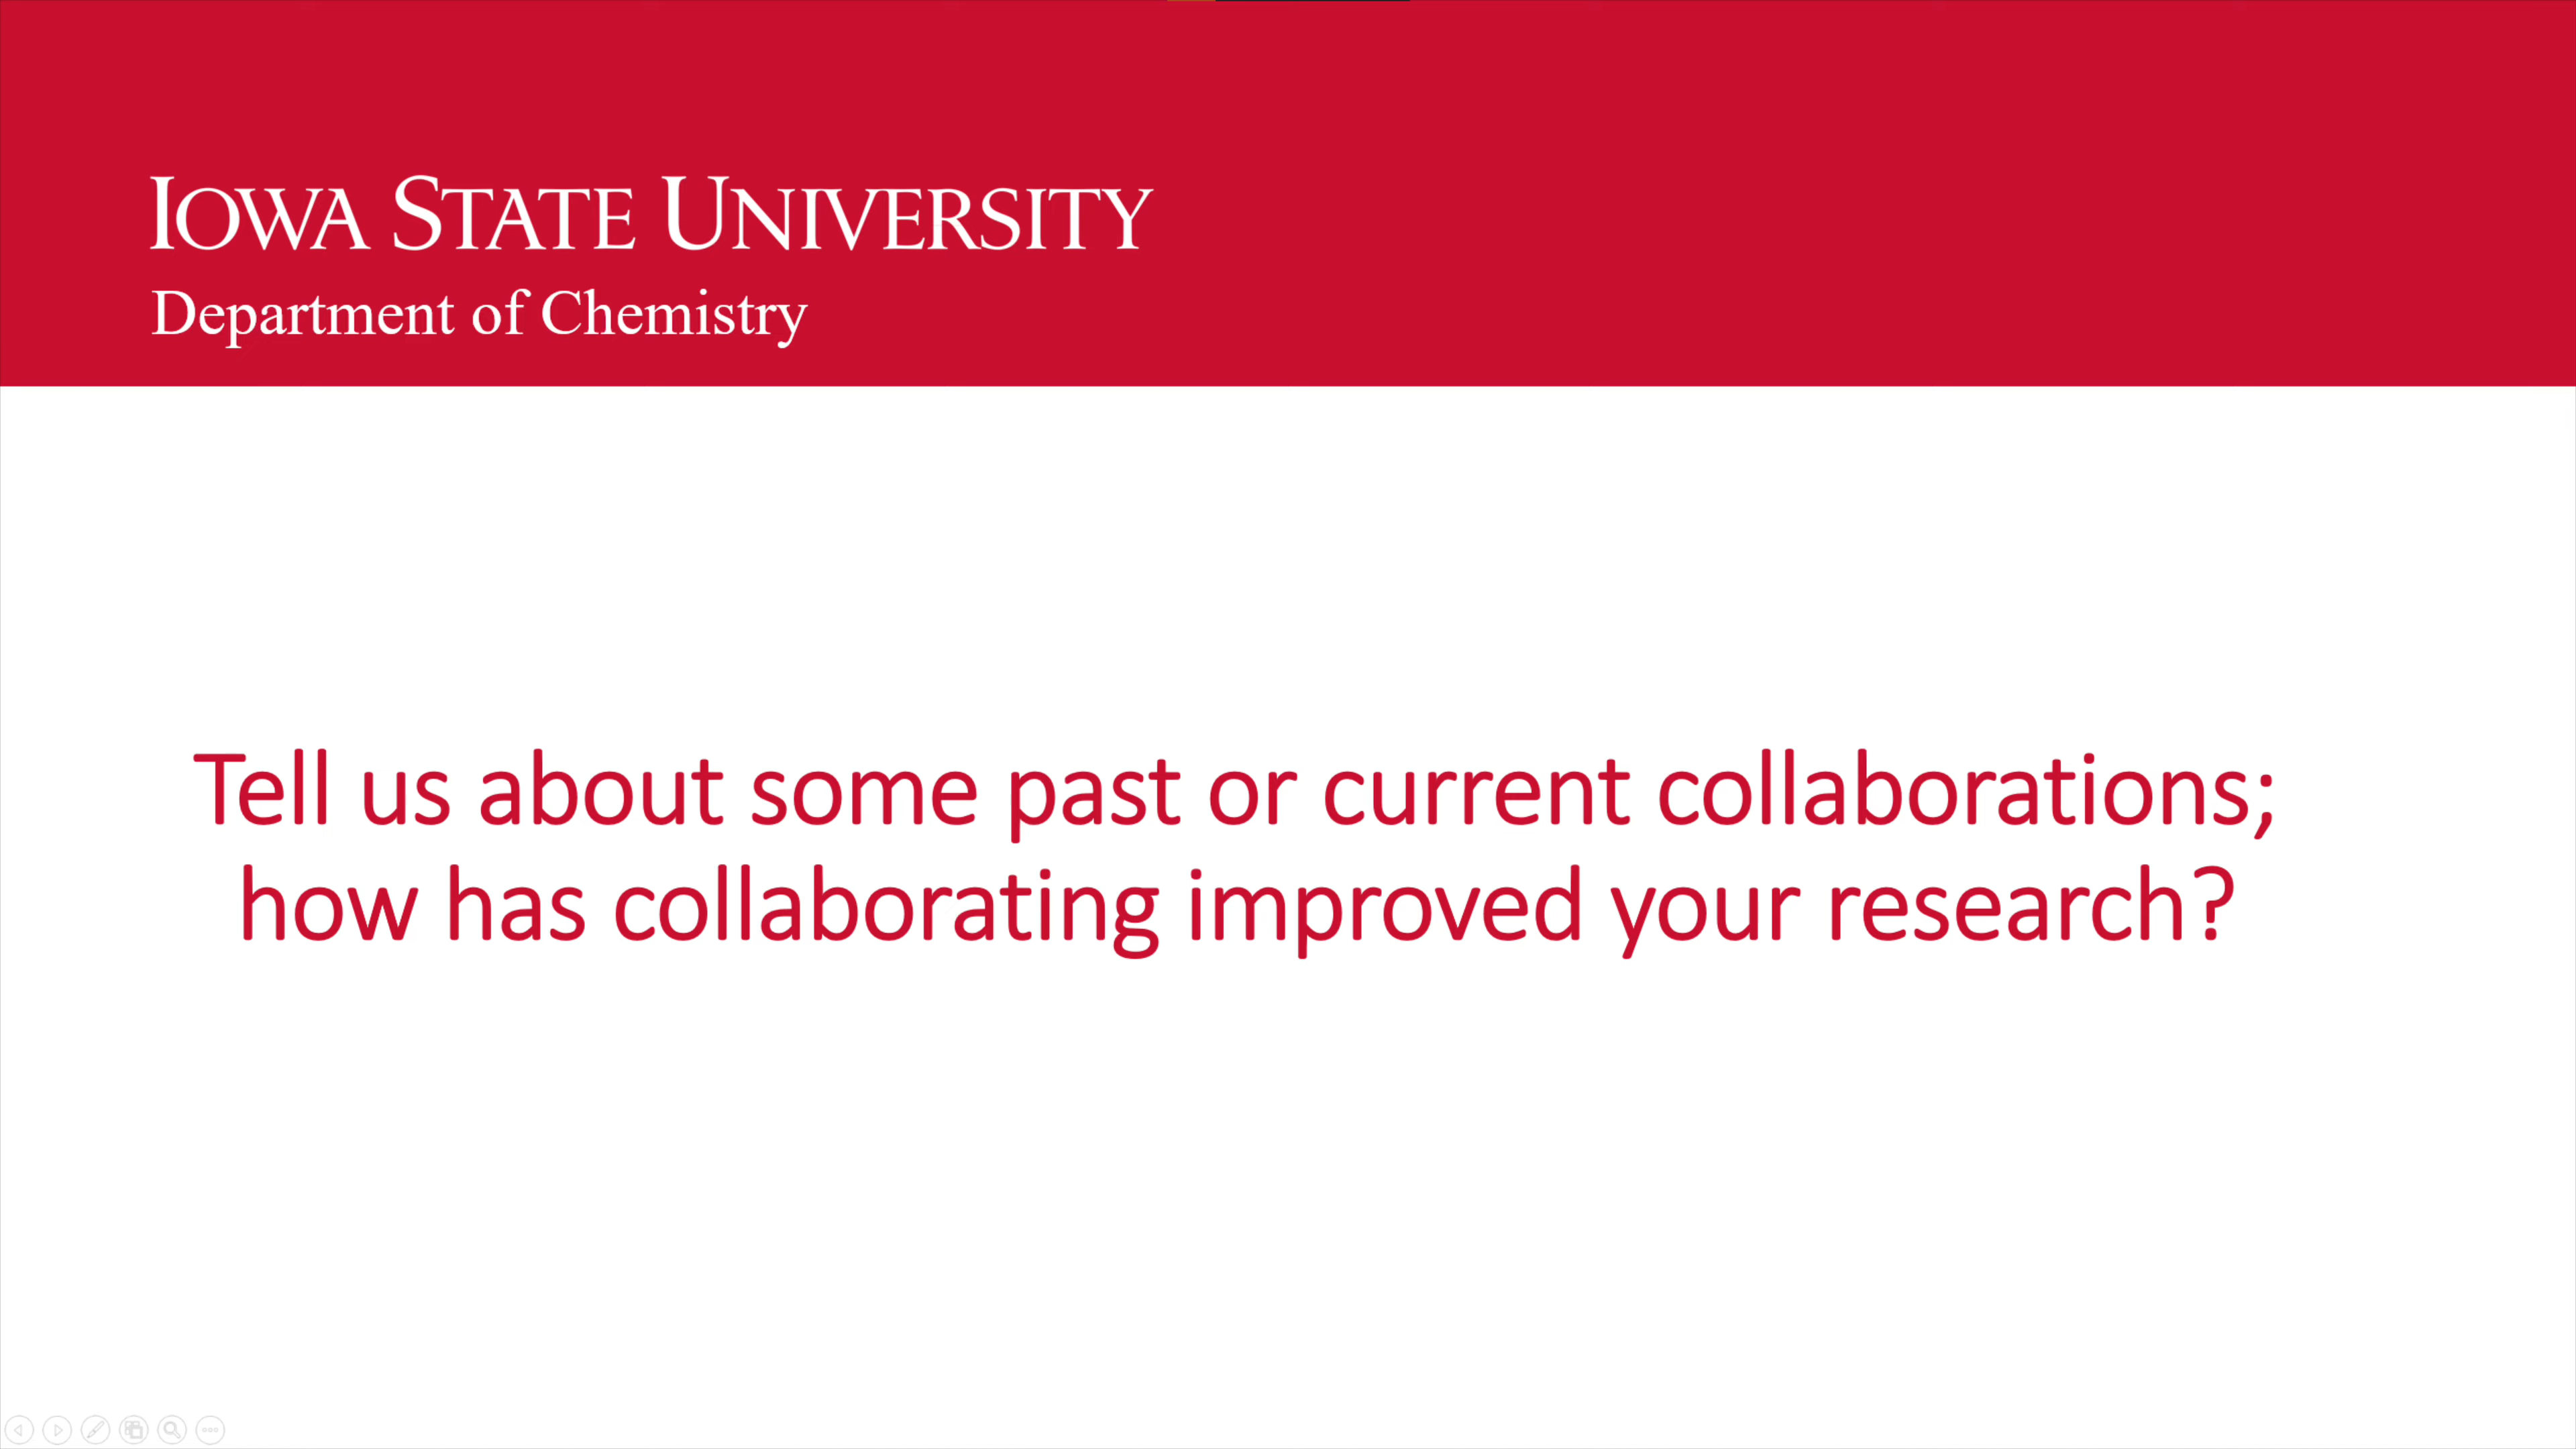 IOWA STATE UNIVERSITY
Department of Chemistry
Tell us about some past or current collaborations;
how has collaborating improved your research?